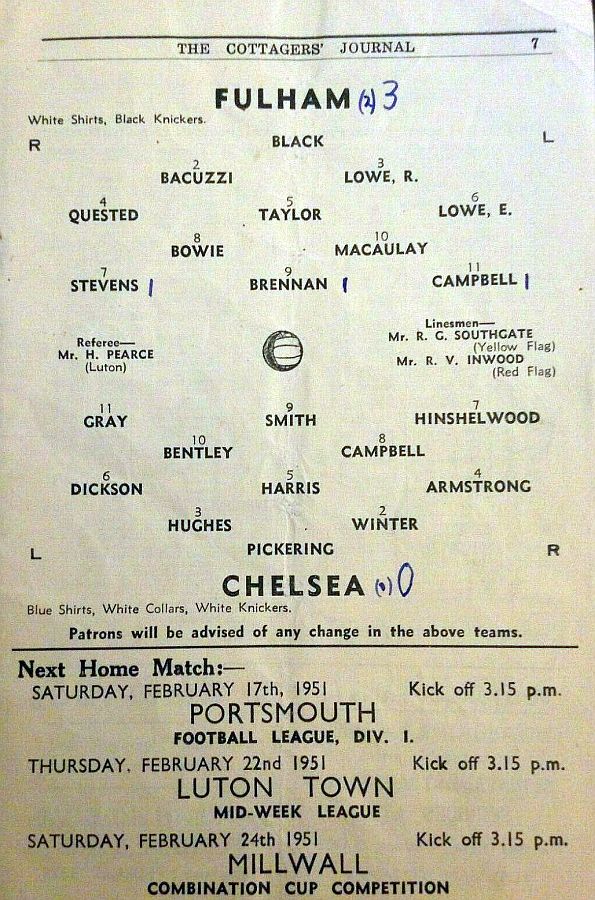 THE COTTAGERS' JOURNAL 7
FULHAM (2) 3
White Shirts, Black Knickers.
R BLACK L
2 3
BACUZZI LOWE, R.
4 5 6
QUESTED TAYLOR LOWE, E.
8 10
BOWIE MACAULAY
7 9 11
STEVENS 1 BRENNAN 1 CAMPBELL 1
Referee—
Mr. H. PEARCE
(Luton)
Linesmen—
Mr. R. G. SOUTHGATE
(Yellow Flag)
Mr. R. V. INWOOD
(Red Flag)
11 9 7
GRAY SMITH HINSHELWOOD
10 8
BENTLEY CAMPBELL
6 5 4
DICKSON HARRIS ARMSTRONG
3 2
HUGHES WINTER
L PICKERING R
CHELSEA (0) 0
Blue Shirts, White Collars, White Knickers.
Patrons will be advised of any change in the above teams.
Next Home Match:—
SATURDAY, FEBRUARY 17th, 1951 Kick off 3.15 p.m.
PORTSMOUTH
FOOTBALL LEAGUE, DIV. I.
THURSDAY, FEBRUARY 22nd 1951 Kick off 3.15 p.m.
LUTON TOWN
MID-WEEK LEAGUE
SATURDAY, FEBRUARY 24th 1951 Kick off 3.15 p.m.
MILLWALL
COMBINATION CUP COMPETITION